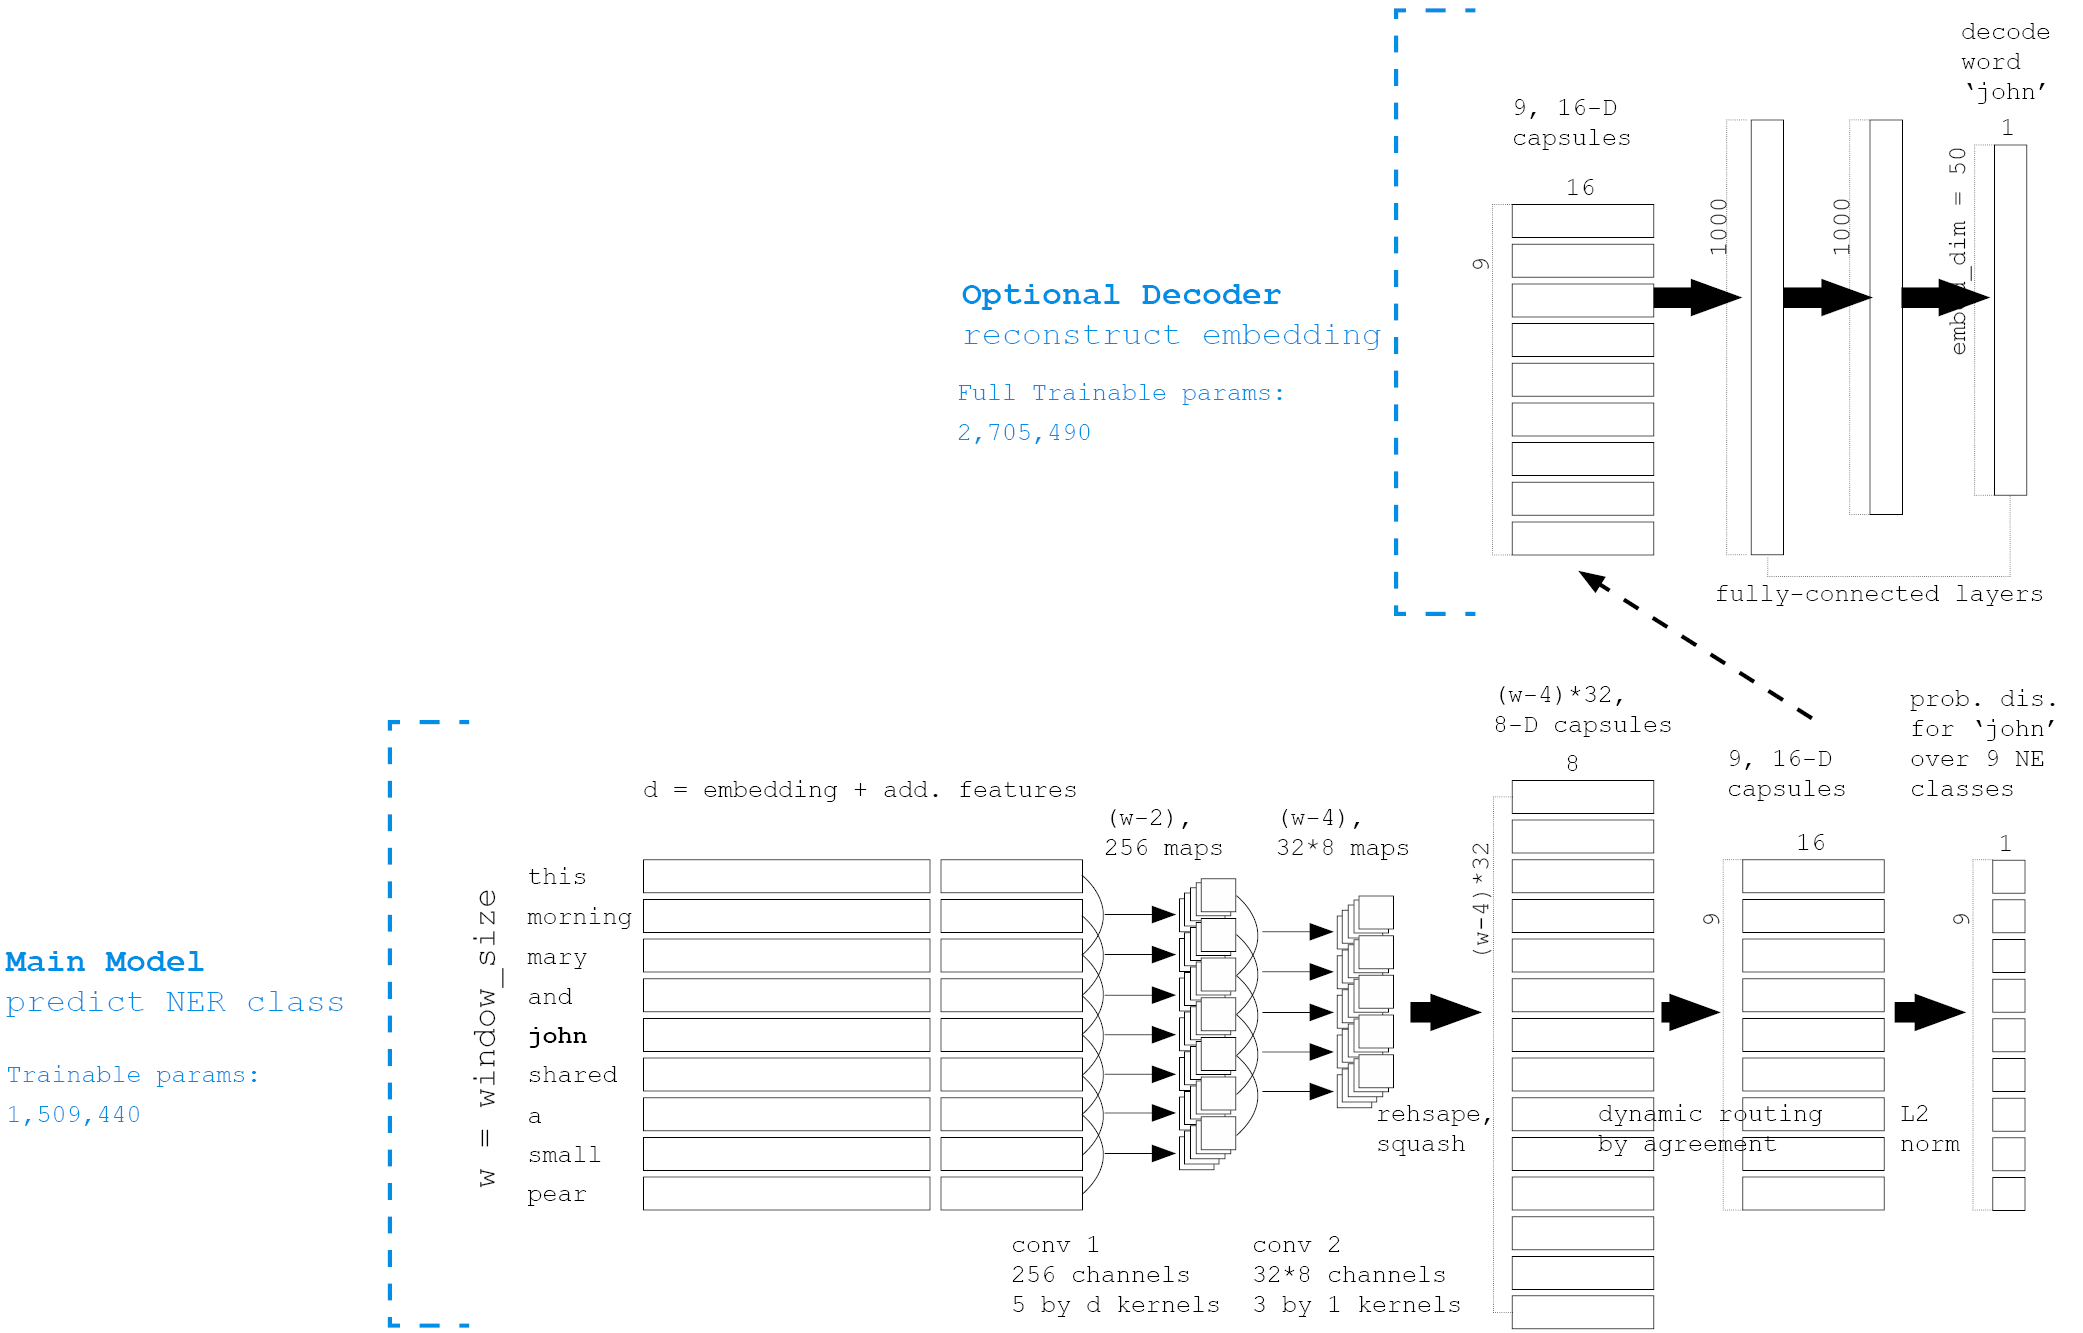 decode
word
‘john’
1
9, 16-D
capsules
16
9
1000
1000
embed_dim = 50
Optional Decoder
reconstruct embedding
Full Trainable params:
2,705,490
fully-connected layers
(w-4)*32,
8-D capsules
8
(w-4)*32
9, 16-D
capsules
16
9
prob. dis.
for ‘john’
over 9 NE
classes
1
9
d = embedding + add. features
(w-2),
256 maps
(w-4),
32*8 maps
w = window_size
this
morning
mary
and
john
shared
a
small
pear
Main Model
predict NER class
Trainable params:
1,509,440
rehsape,
squash
dynamic routing
by agreement
L2
norm
conv 1
256 channels
5 by d kernels
conv 2
32*8 channels
3 by 1 kernels